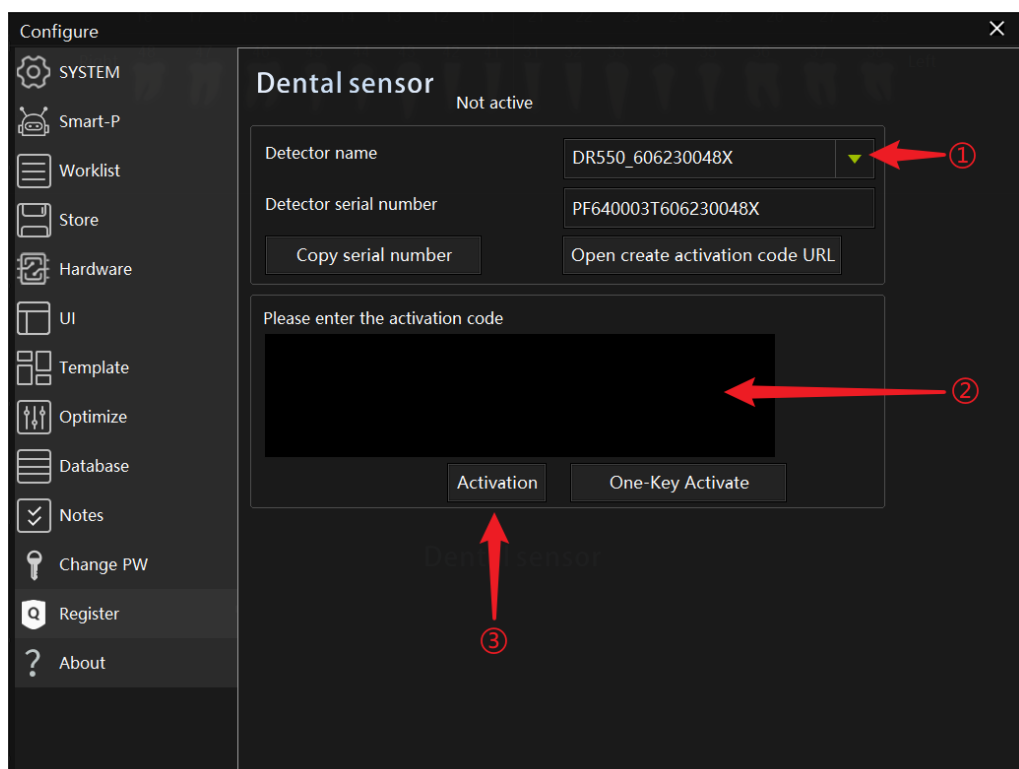 Configure
SYSTEM
Smart-P
Worklist
Store
Hardware
UI
Template
Optimize
Database
Notes
Change PW
Register
About
Dental sensor
Not active
Detector name
DR550_606230048X
①
Detector serial number
PF640003T606230048X
Copy serial number
Open create activation code URL
Please enter the activation code
②
Activation
One-Key Activate
Dental sensor
③